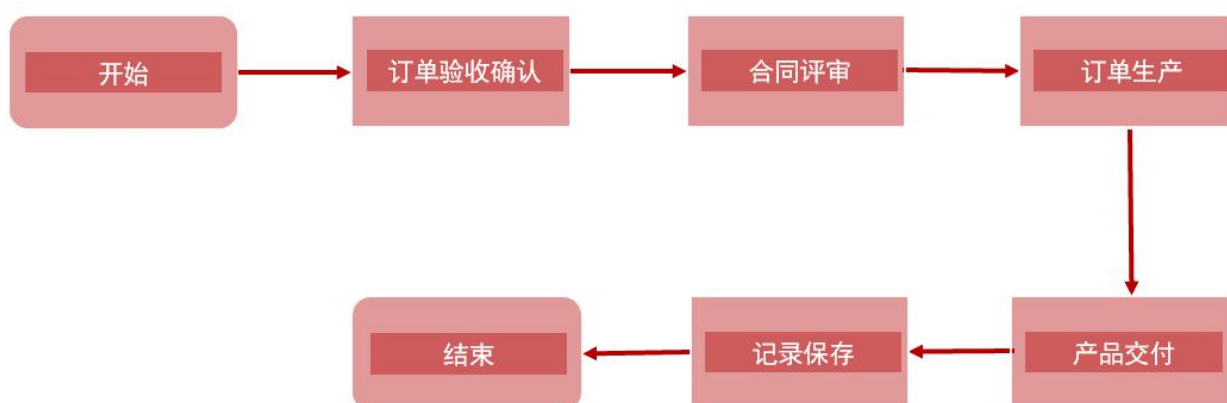 开始
订单验收确认
合同评审
订单生产
产品交付
记录保存
结束